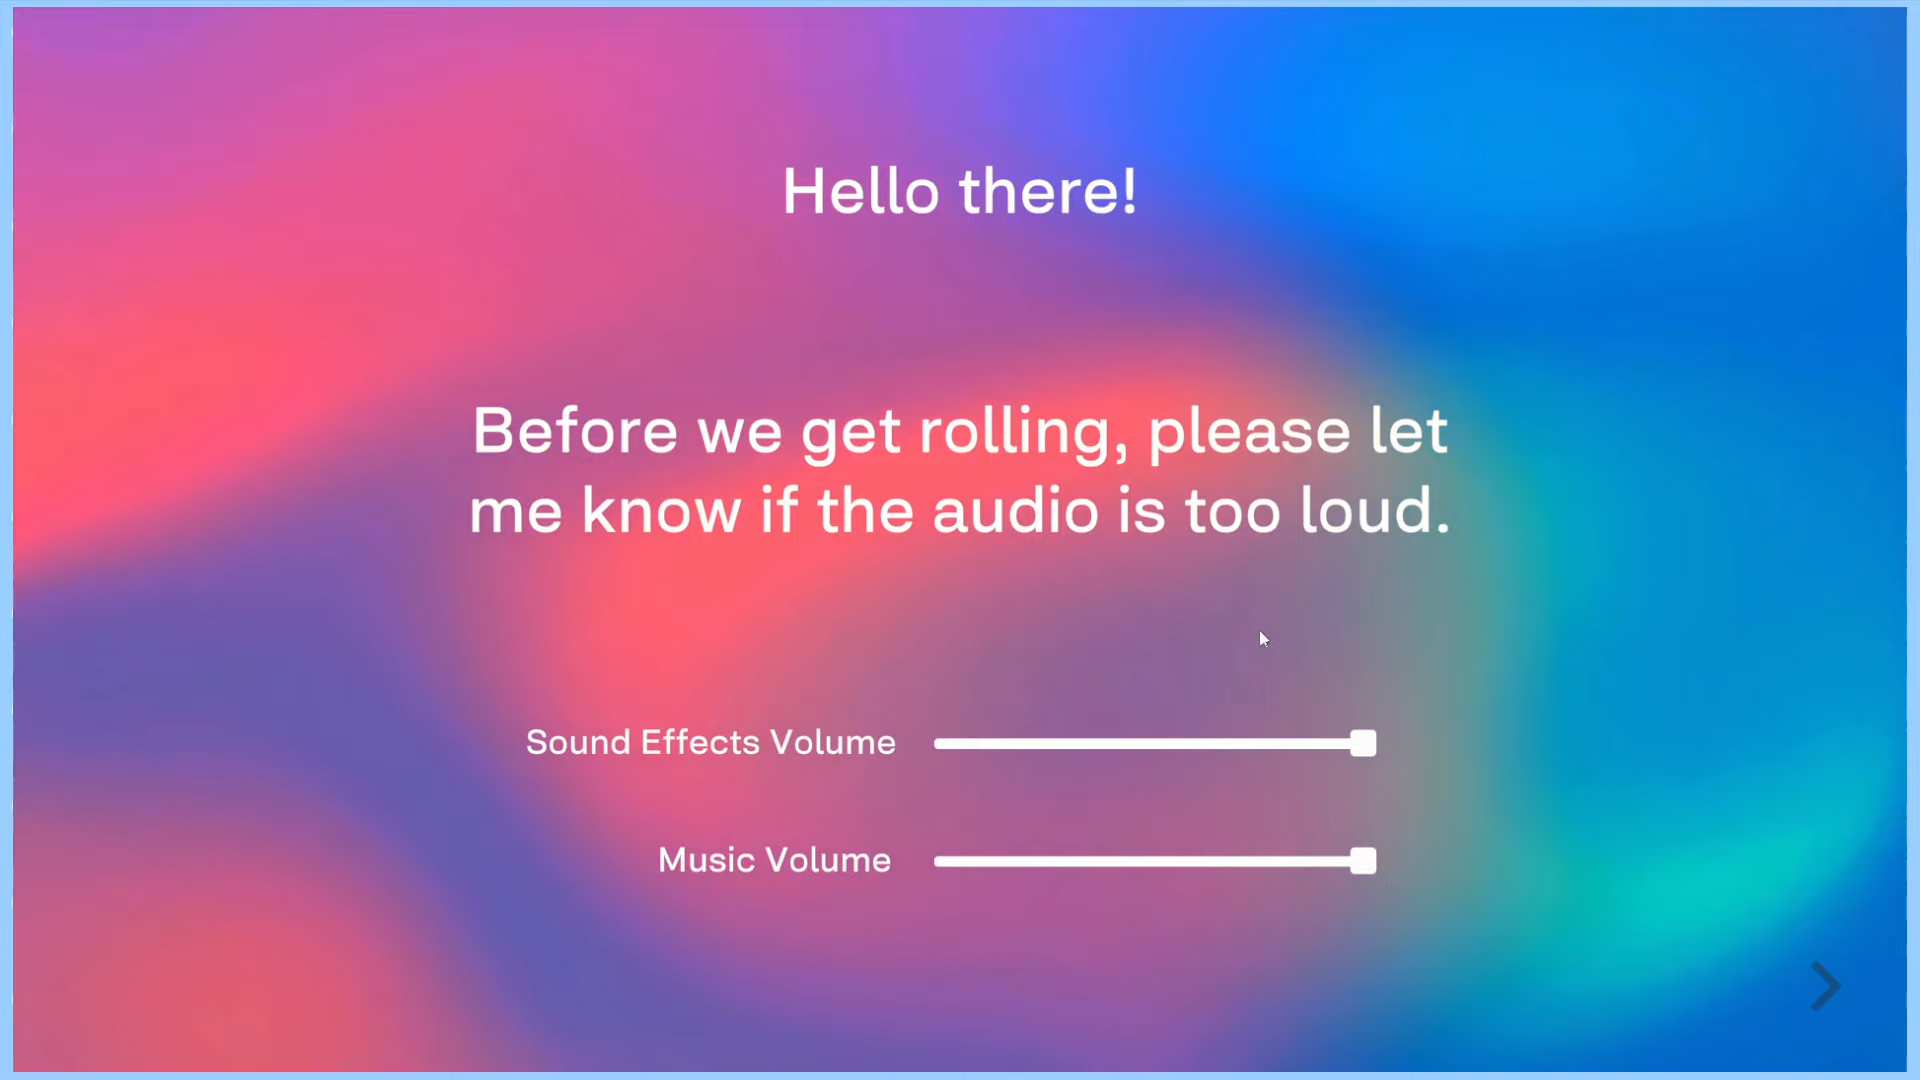 Hello there!
Before we get rolling, please let
me know if the audio is too loud.
Sound Effects Volume
Music Volume